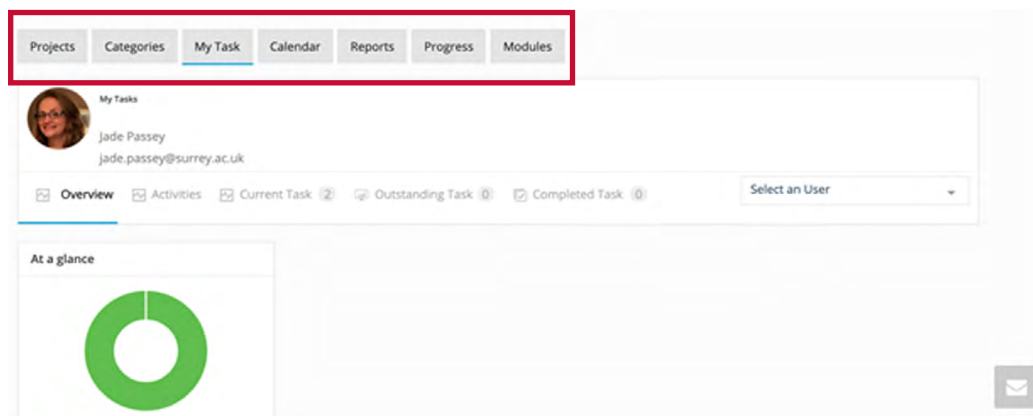 Projects Categories My Task Calendar Reports Progress Modules
My Tasks
Jade Passey
jade.passey@surrey.ac.uk
Overview Activities Current Task 2 Outstanding Task 0 Completed Task 0 Select an User
At a glance